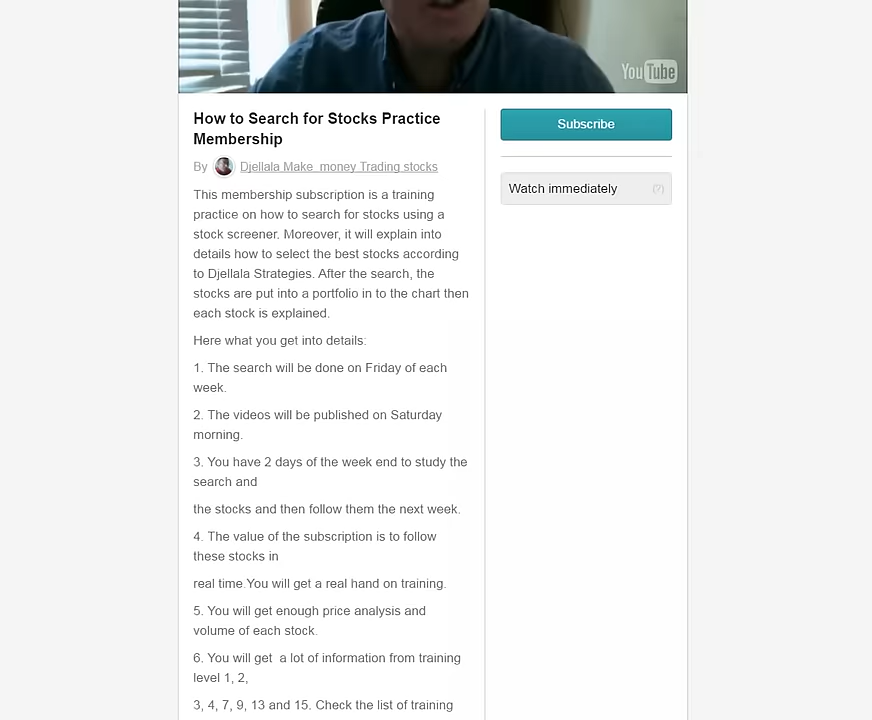 YouTube
How to Search for Stocks Practice
Membership
By Djellala Make money Trading stocks
This membership subscription is a training
practice on how to search for stocks using a
stock screener. Moreover, it will explain into
details how to select the best stocks according
to Djellala Strategies. After the search, the
stocks are put into a portfolio in to the chart then
each stock is explained.
Here what you get into details:
1. The search will be done on Friday of each
week.
2. The videos will be published on Saturday
morning.
3. You have 2 days of the week end to study the
search and
the stocks and then follow them the next week.
4. The value of the subscription is to follow
these stocks in
real time.You will get a real hand on training.
5. You will get enough price analysis and
volume of each stock.
6. You will get  a lot of information from training
level 1, 2,
3, 4, 7, 9, 13 and 15. Check the list of training
Subscribe
Watch immediately (?)